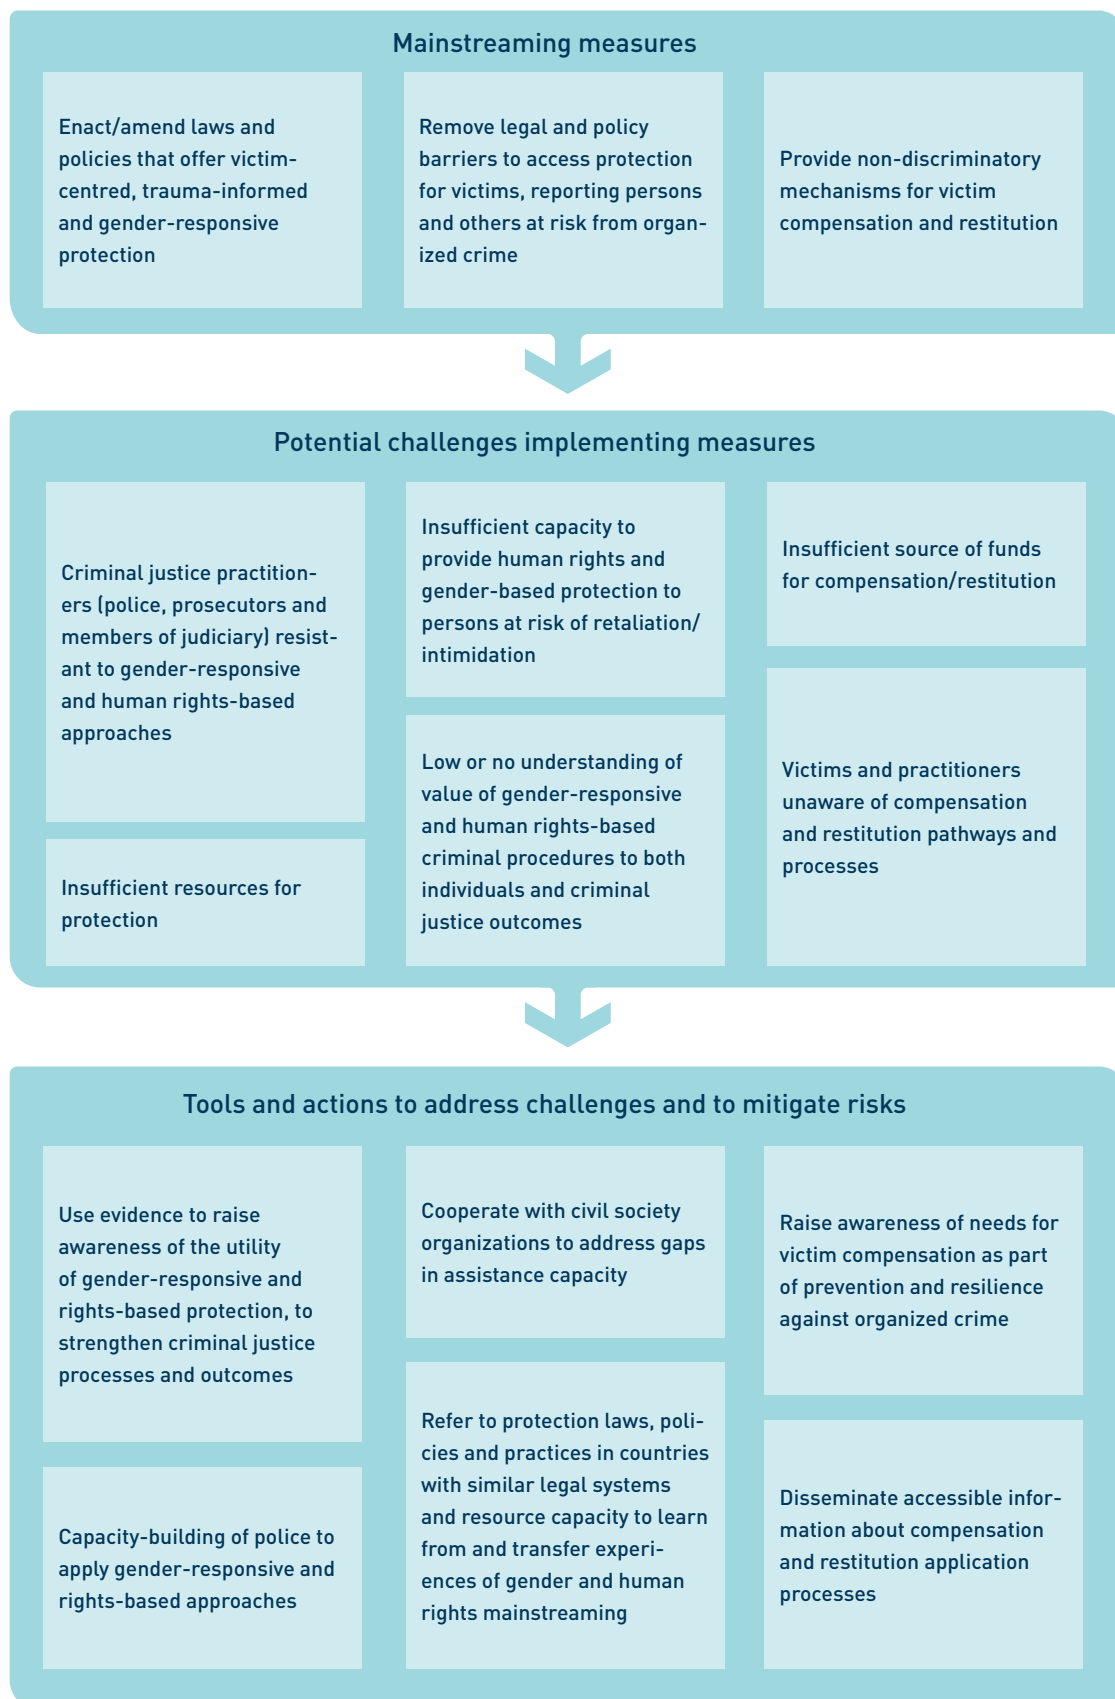 Mainstreaming measures
Enact/amend laws and
policies that offer victim-
centred, trauma-informed
and gender-responsive
protection
Remove legal and policy
barriers to access protection
for victims, reporting persons
and others at risk from organ-
ized crime
Provide non-discriminatory
mechanisms for victim
compensation and restitution
Potential challenges implementing measures
Criminal justice practition-
ers (police, prosecutors and
members of judiciary) resist-
ant to gender-responsive
and human rights-based
approaches
Insufficient resources for
protection
Insufficient capacity to
provide human rights and
gender-based protection to
persons at risk of retaliation/
intimidation
Low or no understanding of
value of gender-responsive
and human rights-based
criminal procedures to both
individuals and criminal
justice outcomes
Insufficient source of funds
for compensation/restitution
Victims and practitioners
unaware of compensation
and restitution pathways and
processes
Tools and actions to address challenges and to mitigate risks
Use evidence to raise
awareness of the utility
of gender-responsive and
rights-based protection, to
strengthen criminal justice
processes and outcomes
Capacity-building of police to
apply gender-responsive and
rights-based approaches
Cooperate with civil society
organizations to address gaps
in assistance capacity
Refer to protection laws, poli-
cies and practices in countries
with similar legal systems
and resource capacity to learn
from and transfer experi-
ences of gender and human
rights mainstreaming
Raise awareness of needs for
victim compensation as part
of prevention and resilience
against organized crime
Disseminate accessible infor-
mation about compensation
and restitution application
processes